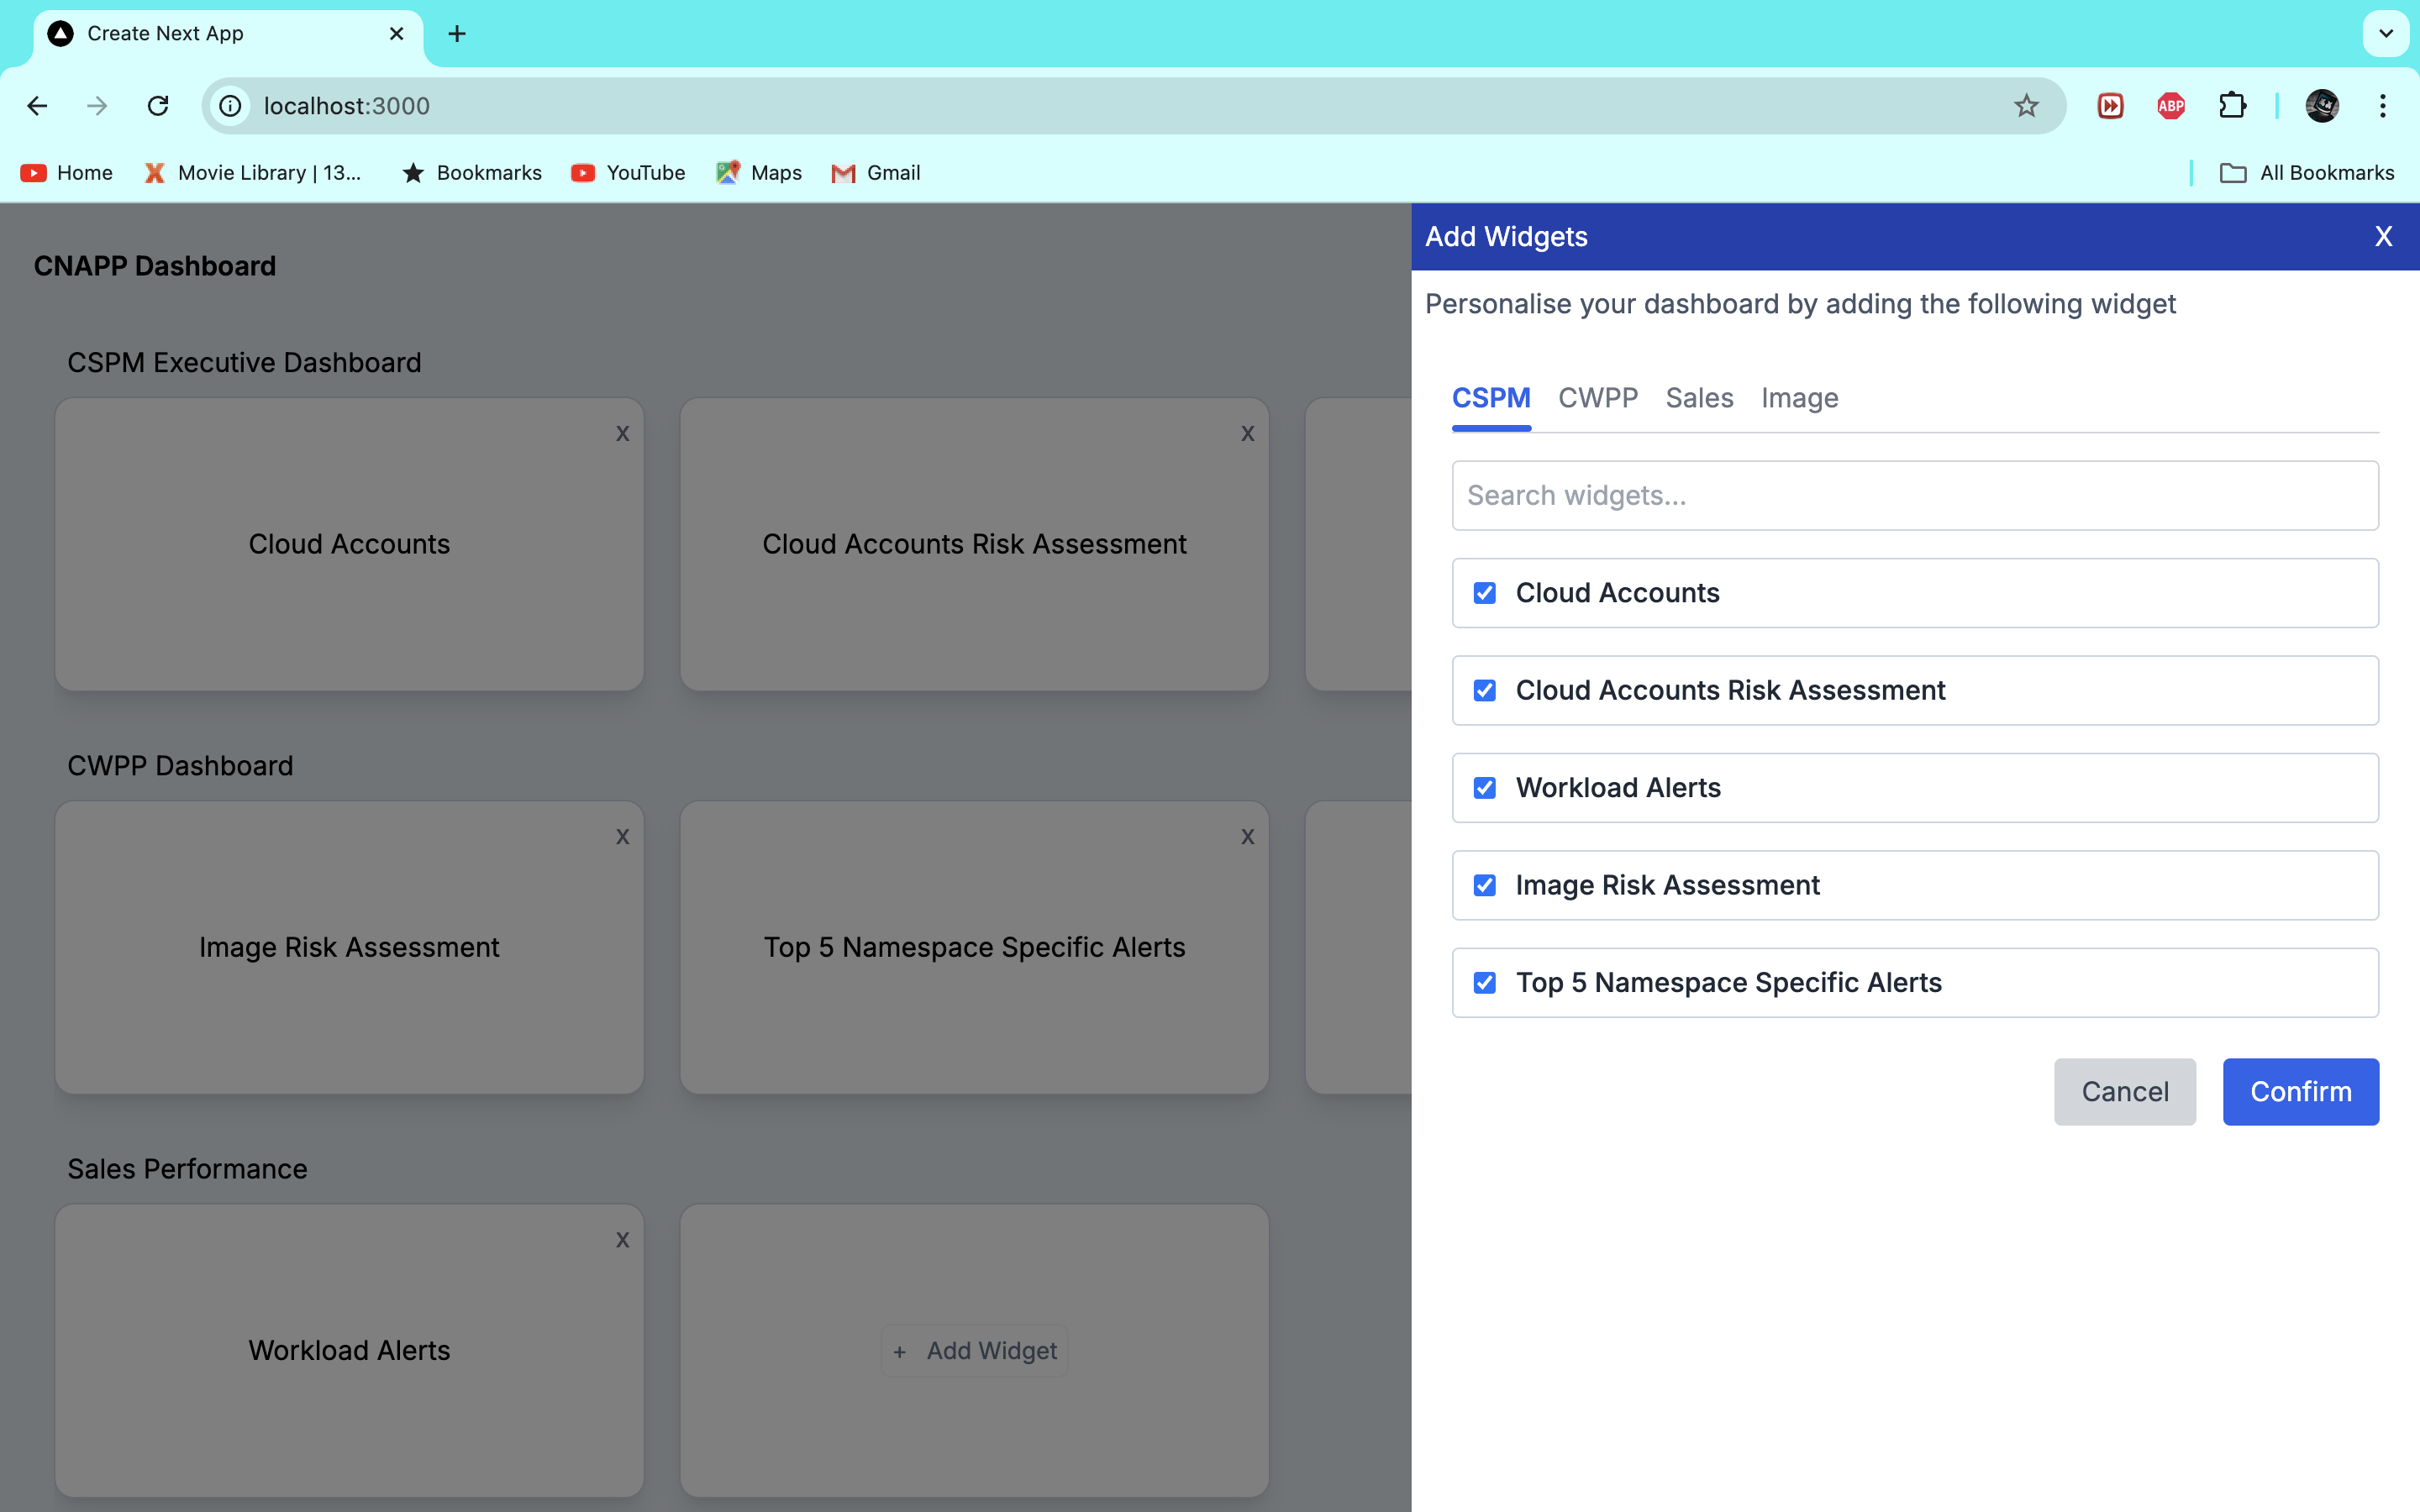 Create Next App
localhost:3000
ABP
Home
Movie Library | 13...
Bookmarks
YouTube
Maps
Gmail
All Bookmarks
CNAPP Dashboard
CSPM Executive Dashboard
X
Cloud Accounts
X
Cloud Accounts Risk Assessment
CWPP Dashboard
X
Image Risk Assessment
X
Top 5 Namespace Specific Alerts
Sales Performance
X
Workload Alerts
+ Add Widget
Add Widgets
X
Personalise your dashboard by adding the following widget
CSPM CWPP Sales Image
Search widgets...
Cloud Accounts
Cloud Accounts Risk Assessment
Workload Alerts
Image Risk Assessment
Top 5 Namespace Specific Alerts
Cancel
Confirm